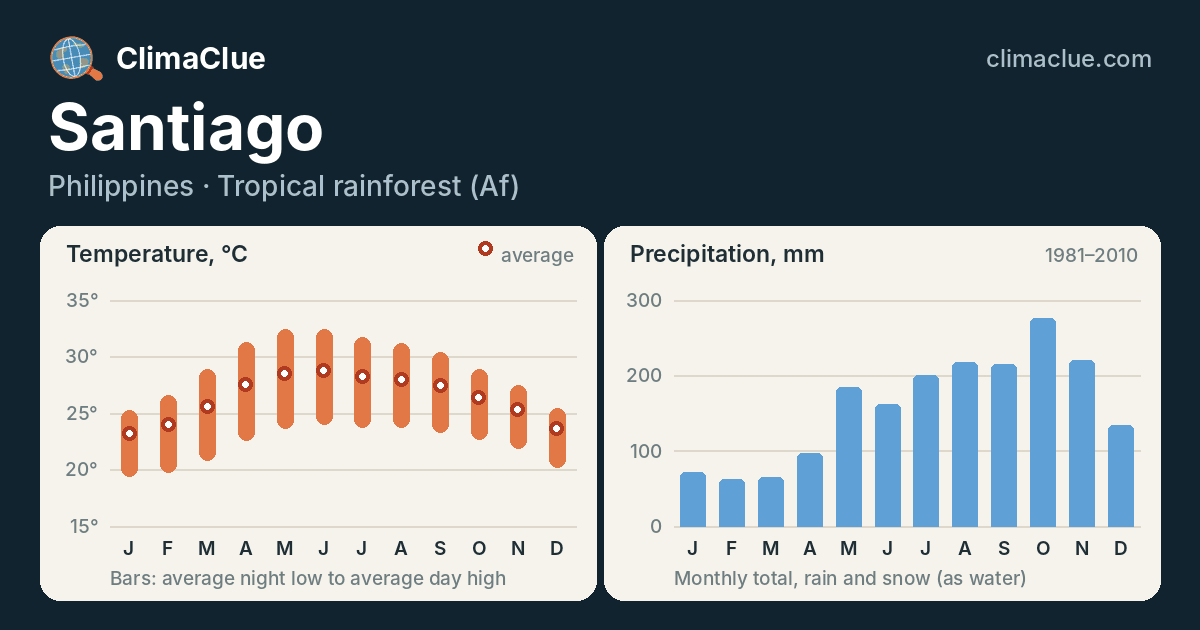 ClimaClue
climaclue.com
Santiago
Philippines · Tropical rainforest (Af)
Temperature, °C
average
35°
30°
25°
20°
15°
J F M A M J J A S O N D
Bars: average night low to average day high
Precipitation, mm
1981–2010
300
200
100
0
J F M A M J J A S O N D
Monthly total, rain and snow (as water)